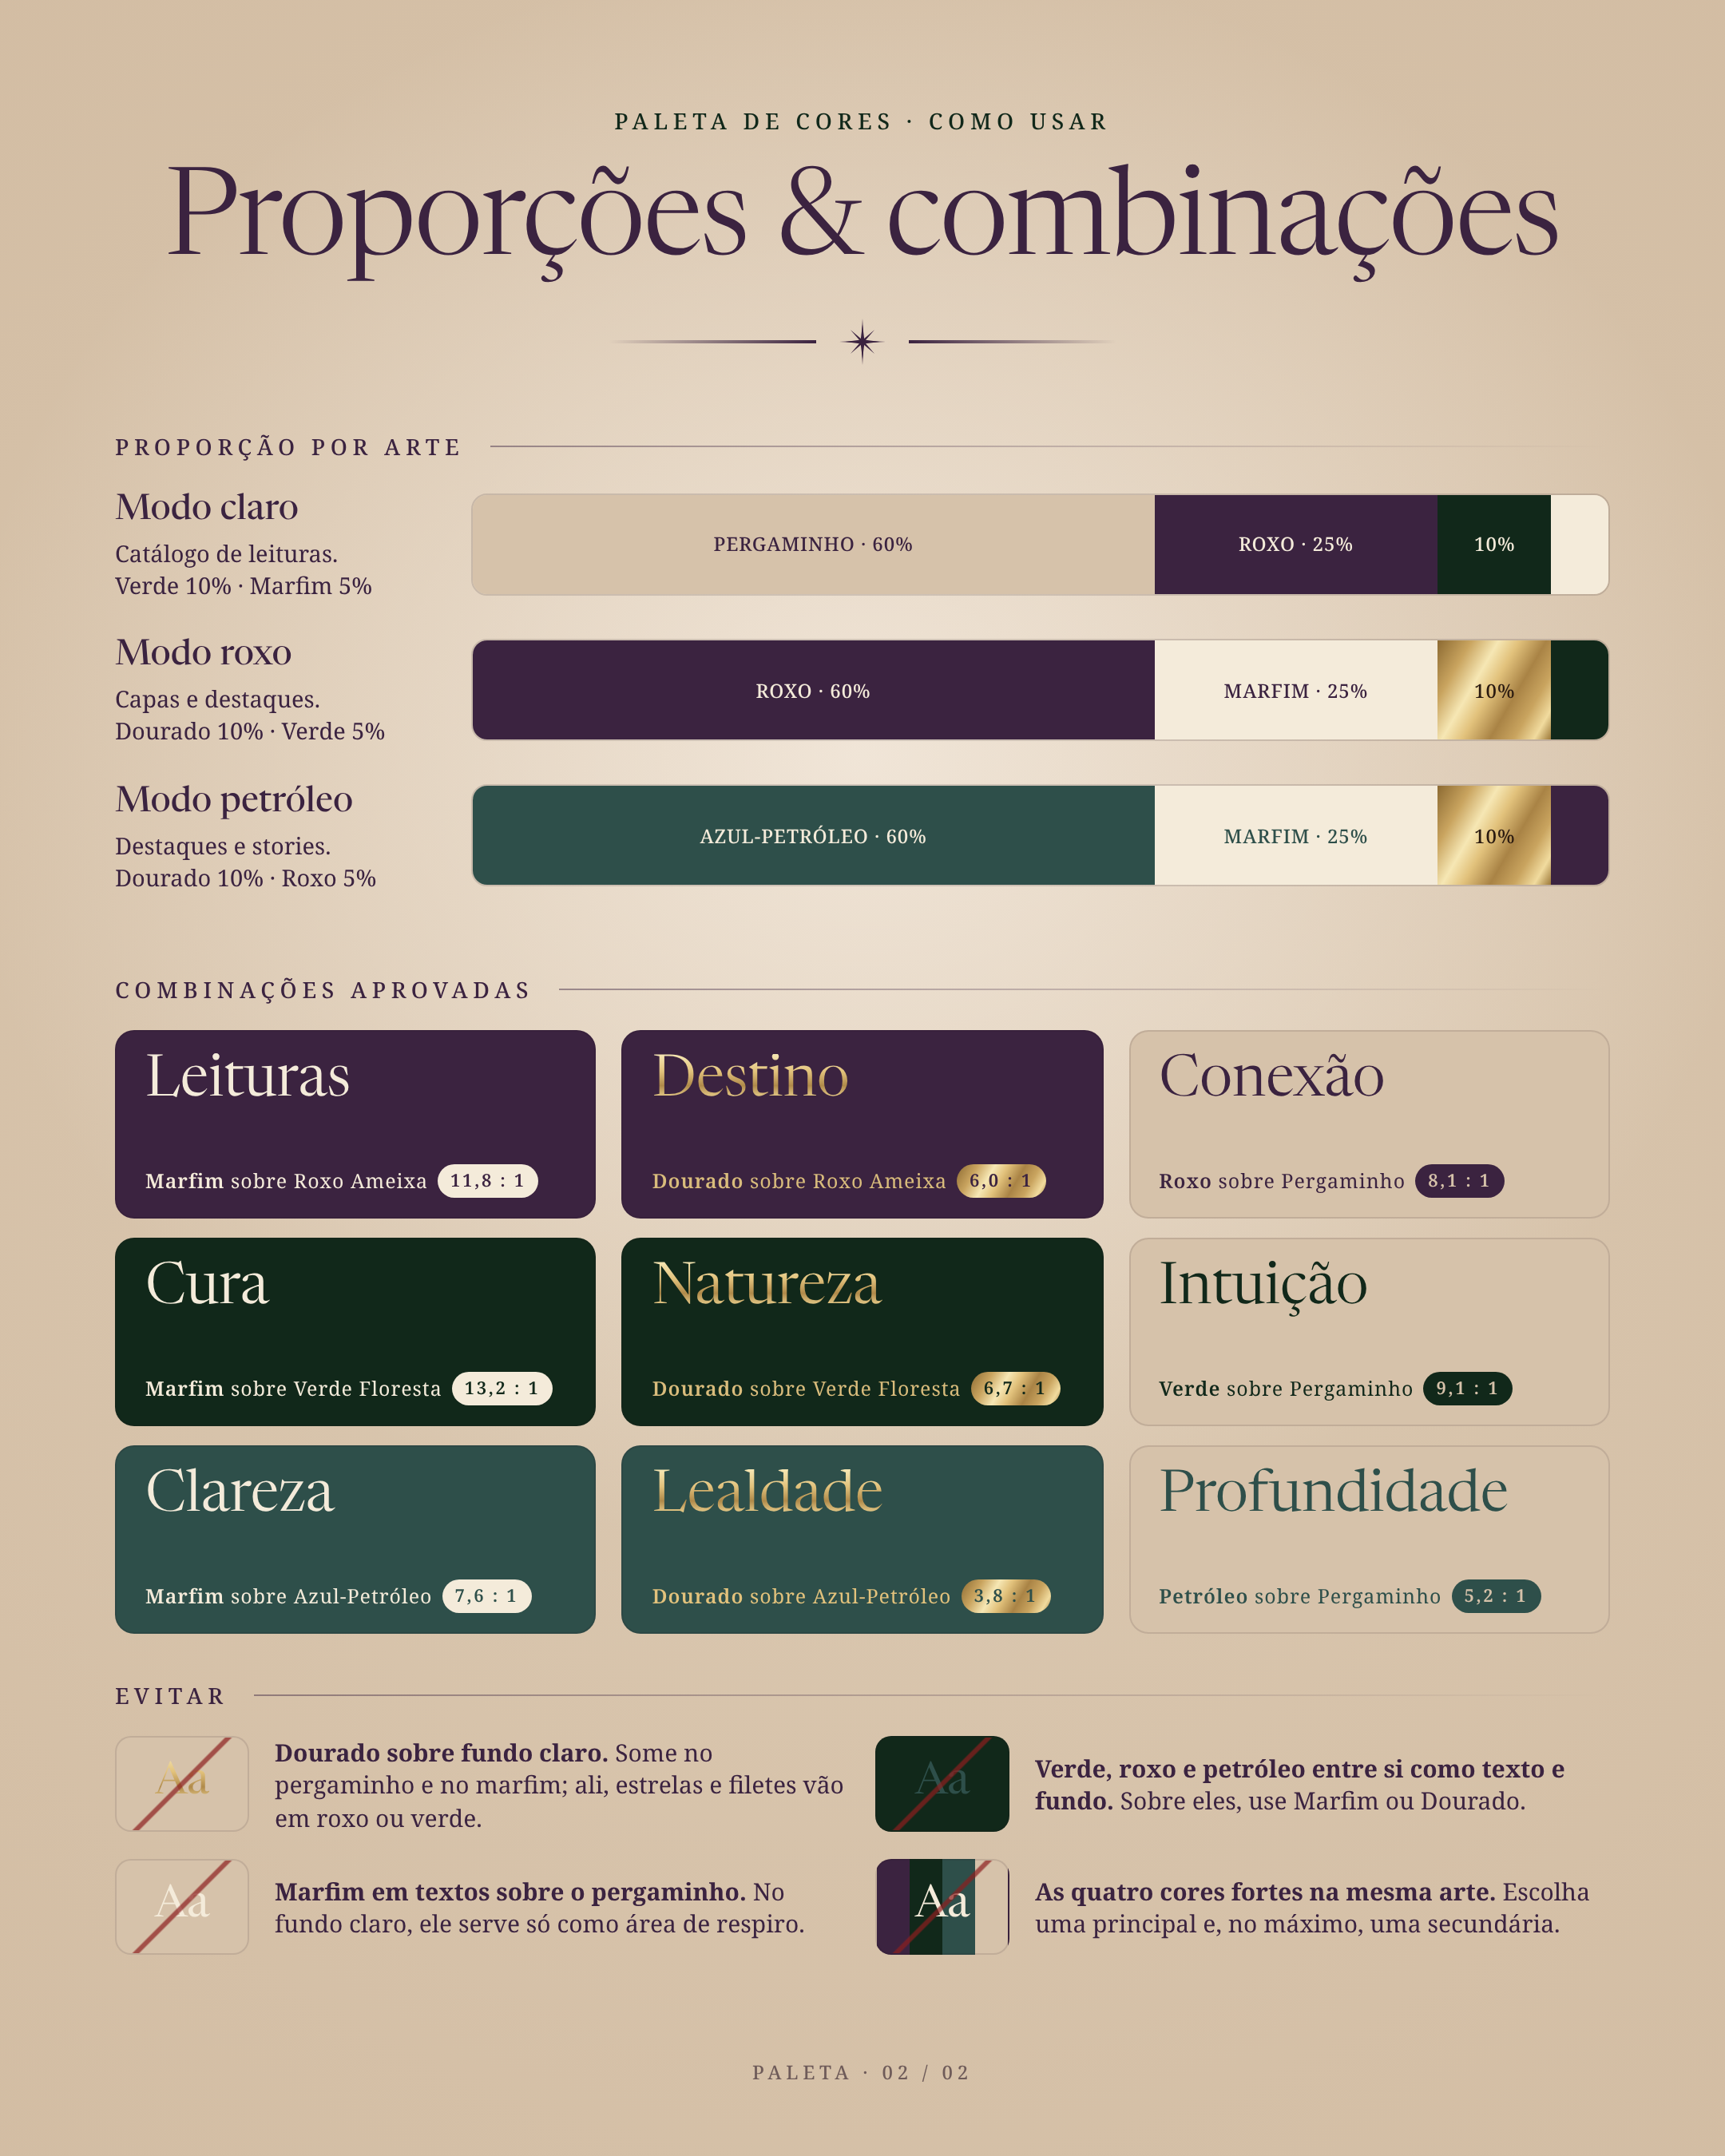 PALETA DE CORES · COMO USAR
Proporções & combinações
PROPORÇÃO POR ARTE
Modo claro
Catálogo de leituras.
Verde 10% · Marfim 5%
PERGAMINHO · 60%
ROXO · 25%
10%
Modo roxo
Capas e destaques.
Dourado 10% · Verde 5%
ROXO · 60%
MARFIM · 25%
10%
Modo petróleo
Destaques e stories.
Dourado 10% · Roxo 5%
AZUL-PETRÓLEO · 60%
MARFIM · 25%
10%
COMBINAÇÕES APROVADAS
Leituras
Marfim sobre Roxo Ameixa 11,8 : 1
Destino
Dourado sobre Roxo Ameixa 6,0 : 1
Conexão
Roxo sobre Pergaminho 8,1 : 1
Cura
Marfim sobre Verde Floresta 13,2 : 1
Natureza
Dourado sobre Verde Floresta 6,7 : 1
Intuição
Verde sobre Pergaminho 9,1 : 1
Clareza
Marfim sobre Azul-Petróleo 7,6 : 1
Lealdade
Dourado sobre Azul-Petróleo 3,8 : 1
Profundidade
Petróleo sobre Pergaminho 5,2 : 1
EVITAR
Aa
Dourado sobre fundo claro. Some no
pergaminho e no marfim; ali, estrelas e filetes vão
em roxo ou verde.
Aa
Verde, roxo e petróleo entre si como texto e
fundo. Sobre eles, use Marfim ou Dourado.
Aa
Marfim em textos sobre o pergaminho. No
fundo claro, ele serve só como área de respiro.
Aa
As quatro cores fortes na mesma arte. Escolha
uma principal e, no máximo, uma secundária.
PALETA · 02 / 02